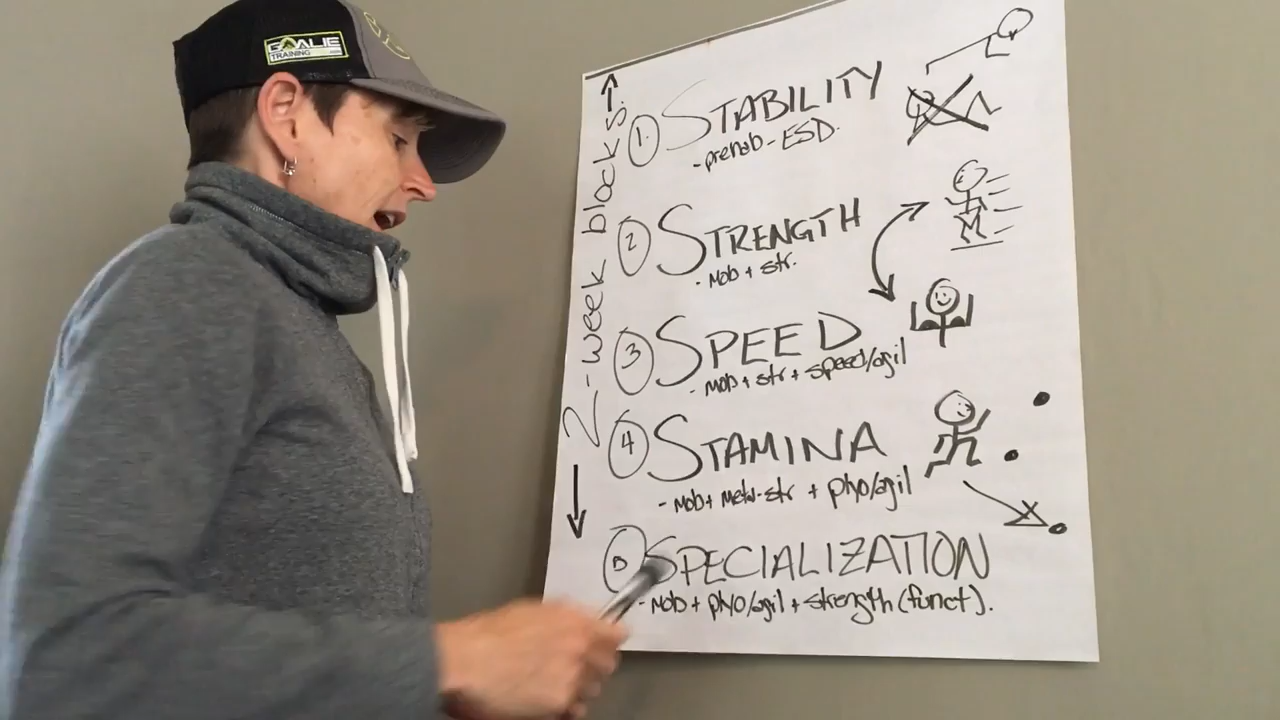 GOALIE
TRAINING
2-week blocks.
1. STABILITY
- prehab - ESD.
2 STRENGTH
- Mob + str.
3 SPEED
- Mob + str + speed/agil
4 STAMINA
- Mob + meta-str + plyo/agil
5 SPECIALIZATION
- Mob + plyo/agil + strength (funct).